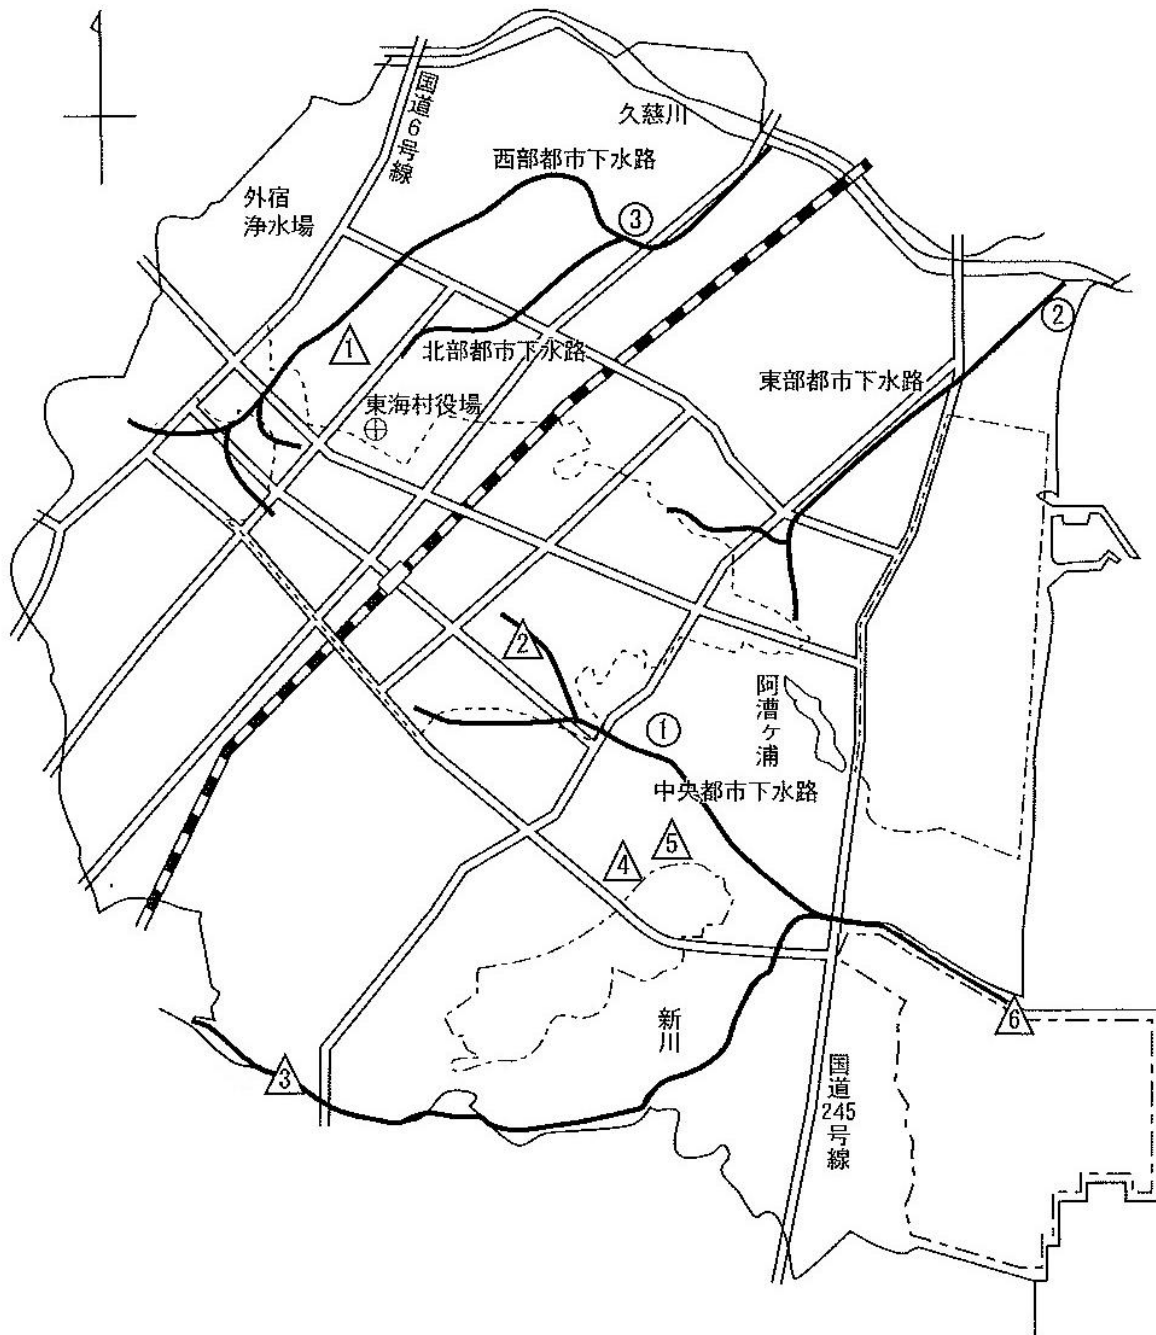 国道6号線
久慈川
西部都市下水路
外宿
浄水場
③
②
1
北部都市下水路
東部都市下水路
東海村役場
2
阿漕ヶ浦
①
中央都市下水路
5
4
新川
6
3
国道245号線